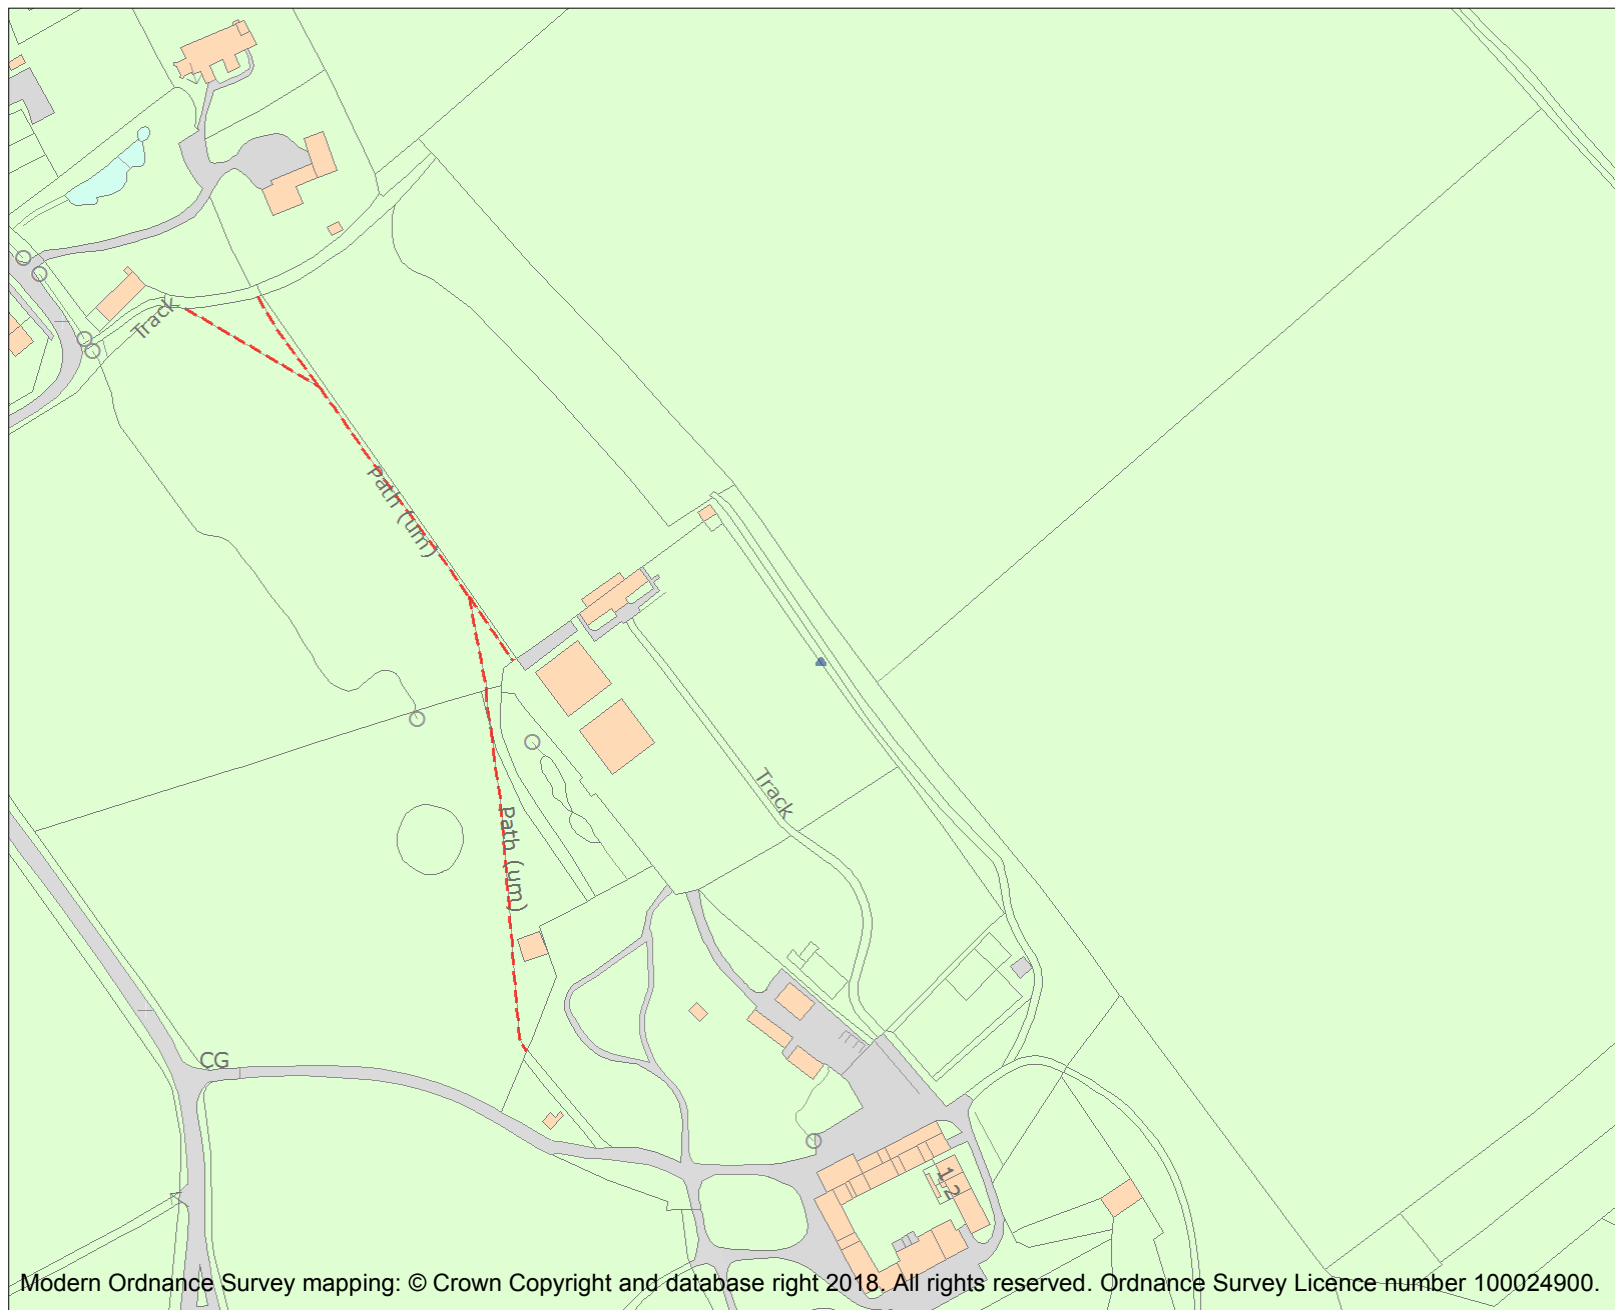 Track
Path (um)
Track
Path (um)
CG
1
2
Modern Ordnance Survey mapping: © Crown Copyright and database right 2018. All rights reserved. Ordnance Survey Licence number 100024900.